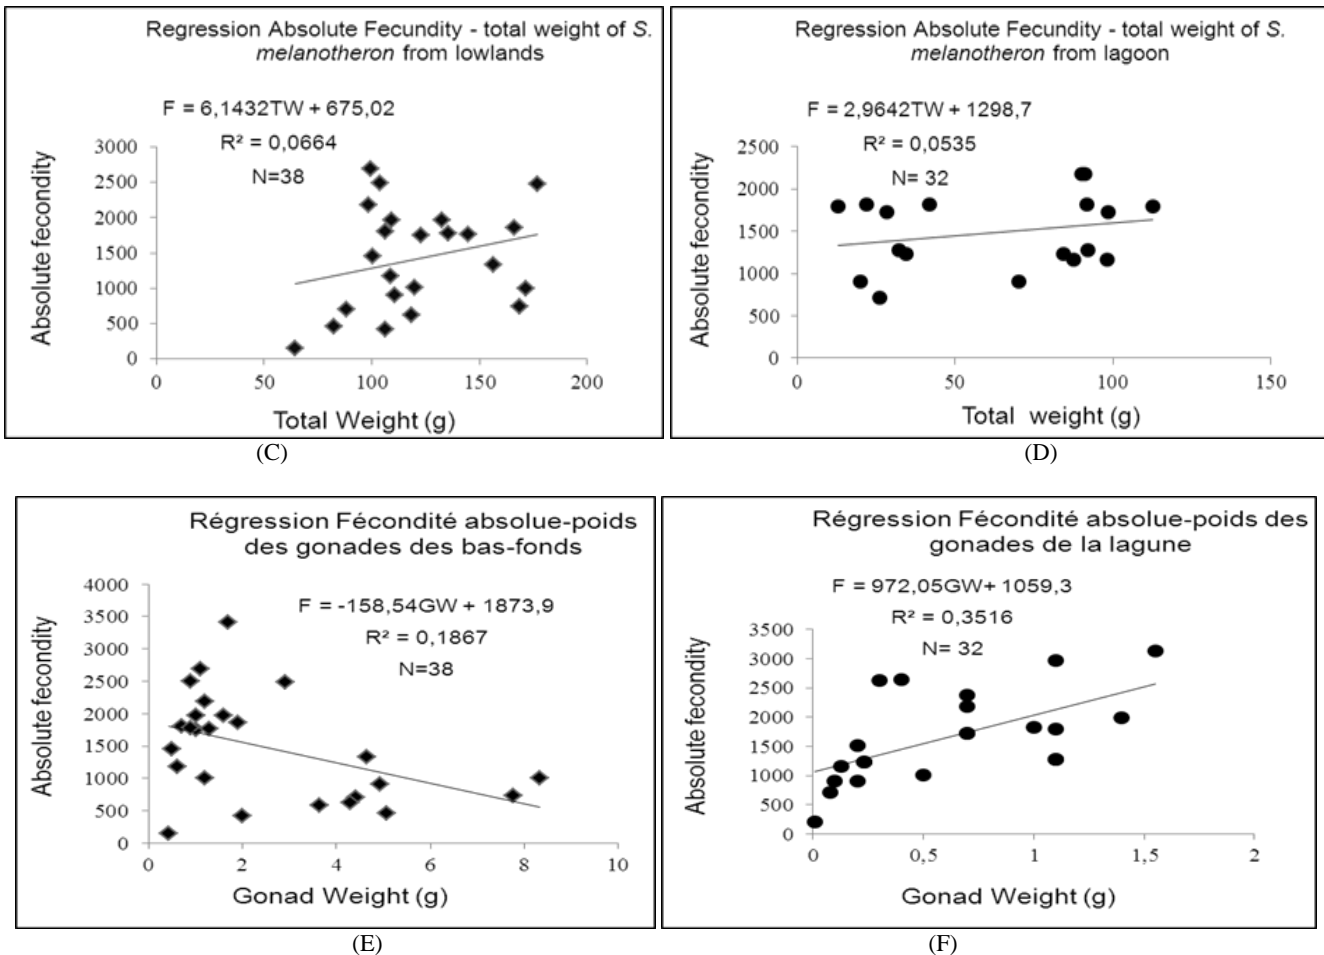 Regression Absolute Fecundity - total weight of S.
melanotheron from lowlands
F = 6,1432TW + 675,02
R² = 0,0664
N=38
Absolute fecondity
3000
2500
2000
1500
1000
500
0
0 50 100 150 200
Total Weight (g)
(C)
Regression Absolute Fecundity - total weight of S.
melanotheron from lagoon
F = 2,9642TW + 1298,7
R² = 0,0535
N= 32
Absolute fecondity
2500
2000
1500
1000
500
0
0 50 100 150
Total weight (g)
(D)
Régression Fécondité absolue-poids
des gonades des bas-fonds
F = -158,54GW + 1873,9
R² = 0,1867
N=38
Absolute fecondity
4000
3500
3000
2500
2000
1500
1000
500
0
0 2 4 6 8 10
Gonad Weight (g)
(E)
Régression Fécondité absolue-poids des
gonades de la lagune
F = 972,05GW+ 1059,3
R² = 0,3516
N= 32
Absolute fecondity
3500
3000
2500
2000
1500
1000
500
0
0 0,5 1 1,5 2
Gonad Weight (g)
(F)